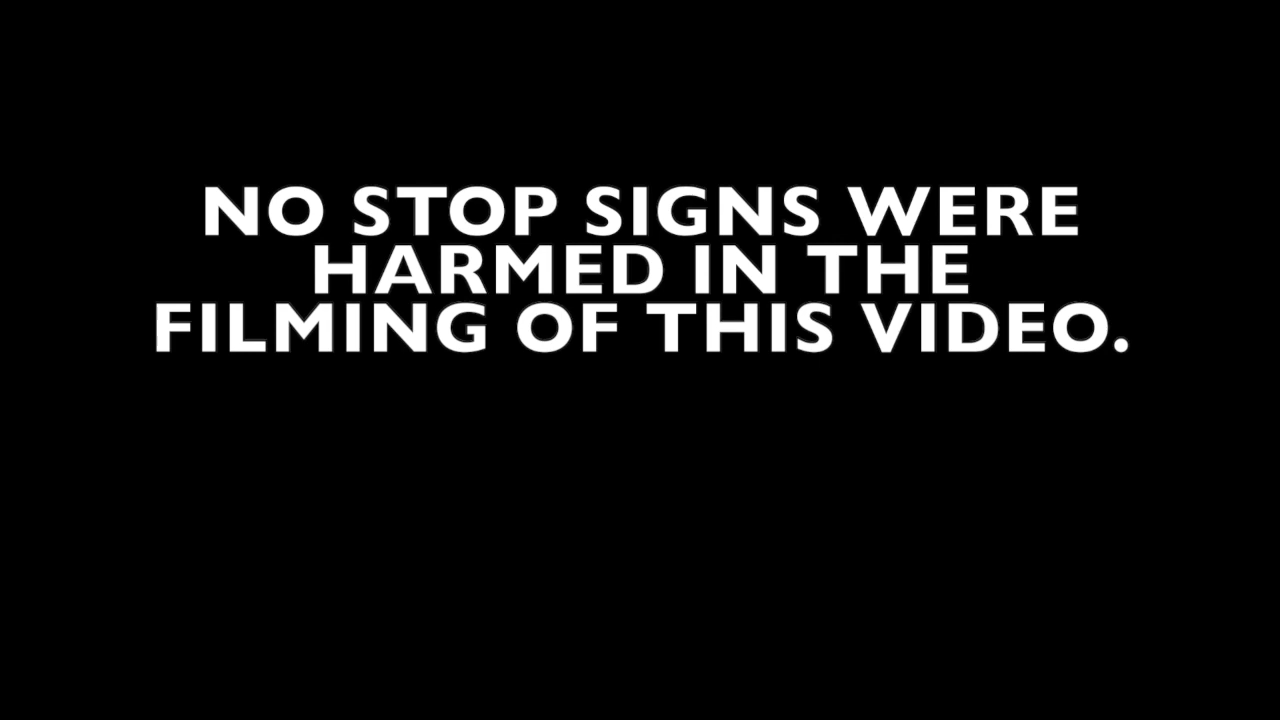 NO STOP SIGNS WERE
HARMED IN THE
FILMING OF THIS VIDEO.